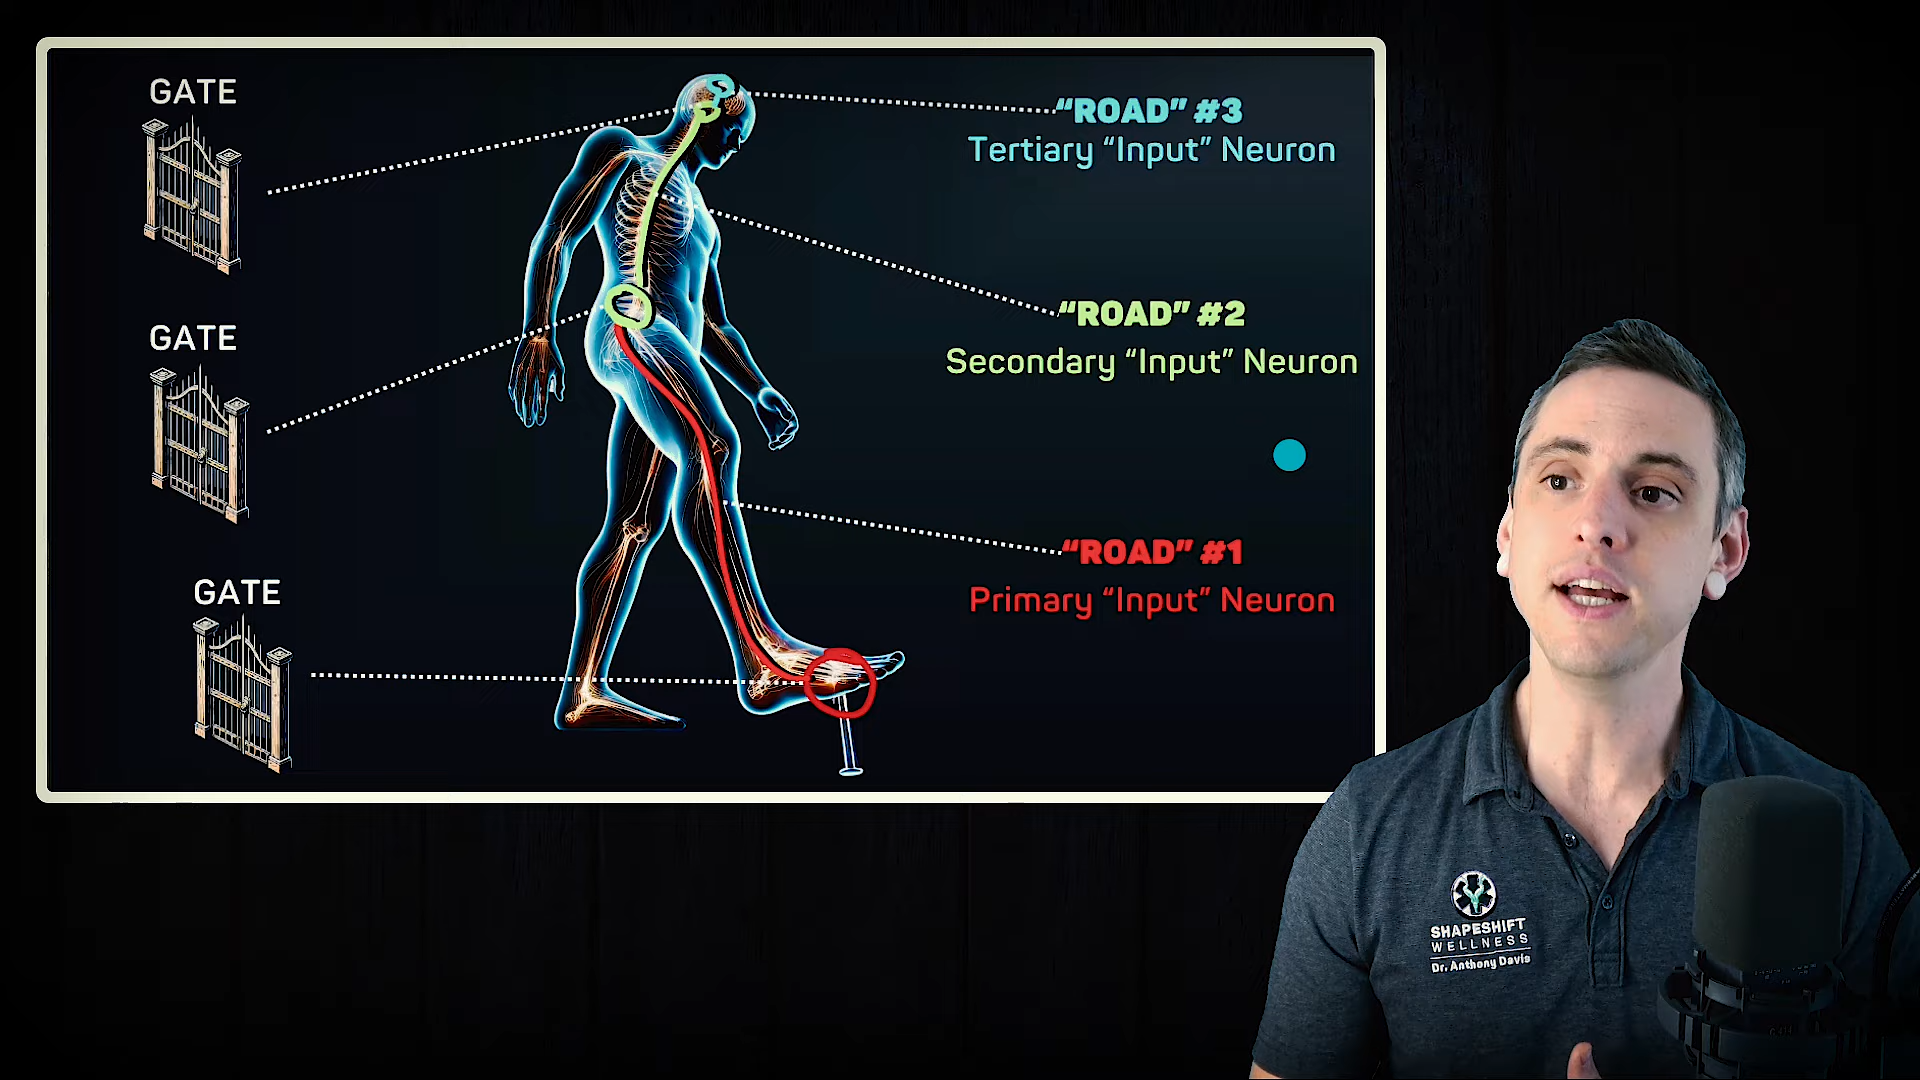 GATE
GATE
GATE
“ROAD” #3
Tertiary “Input” Neuron
“ROAD” #2
Secondary “Input” Neuron
“ROAD” #1
Primary “Input” Neuron
SHAPESHIFT
WELLNESS
Dr. Anthony Davis